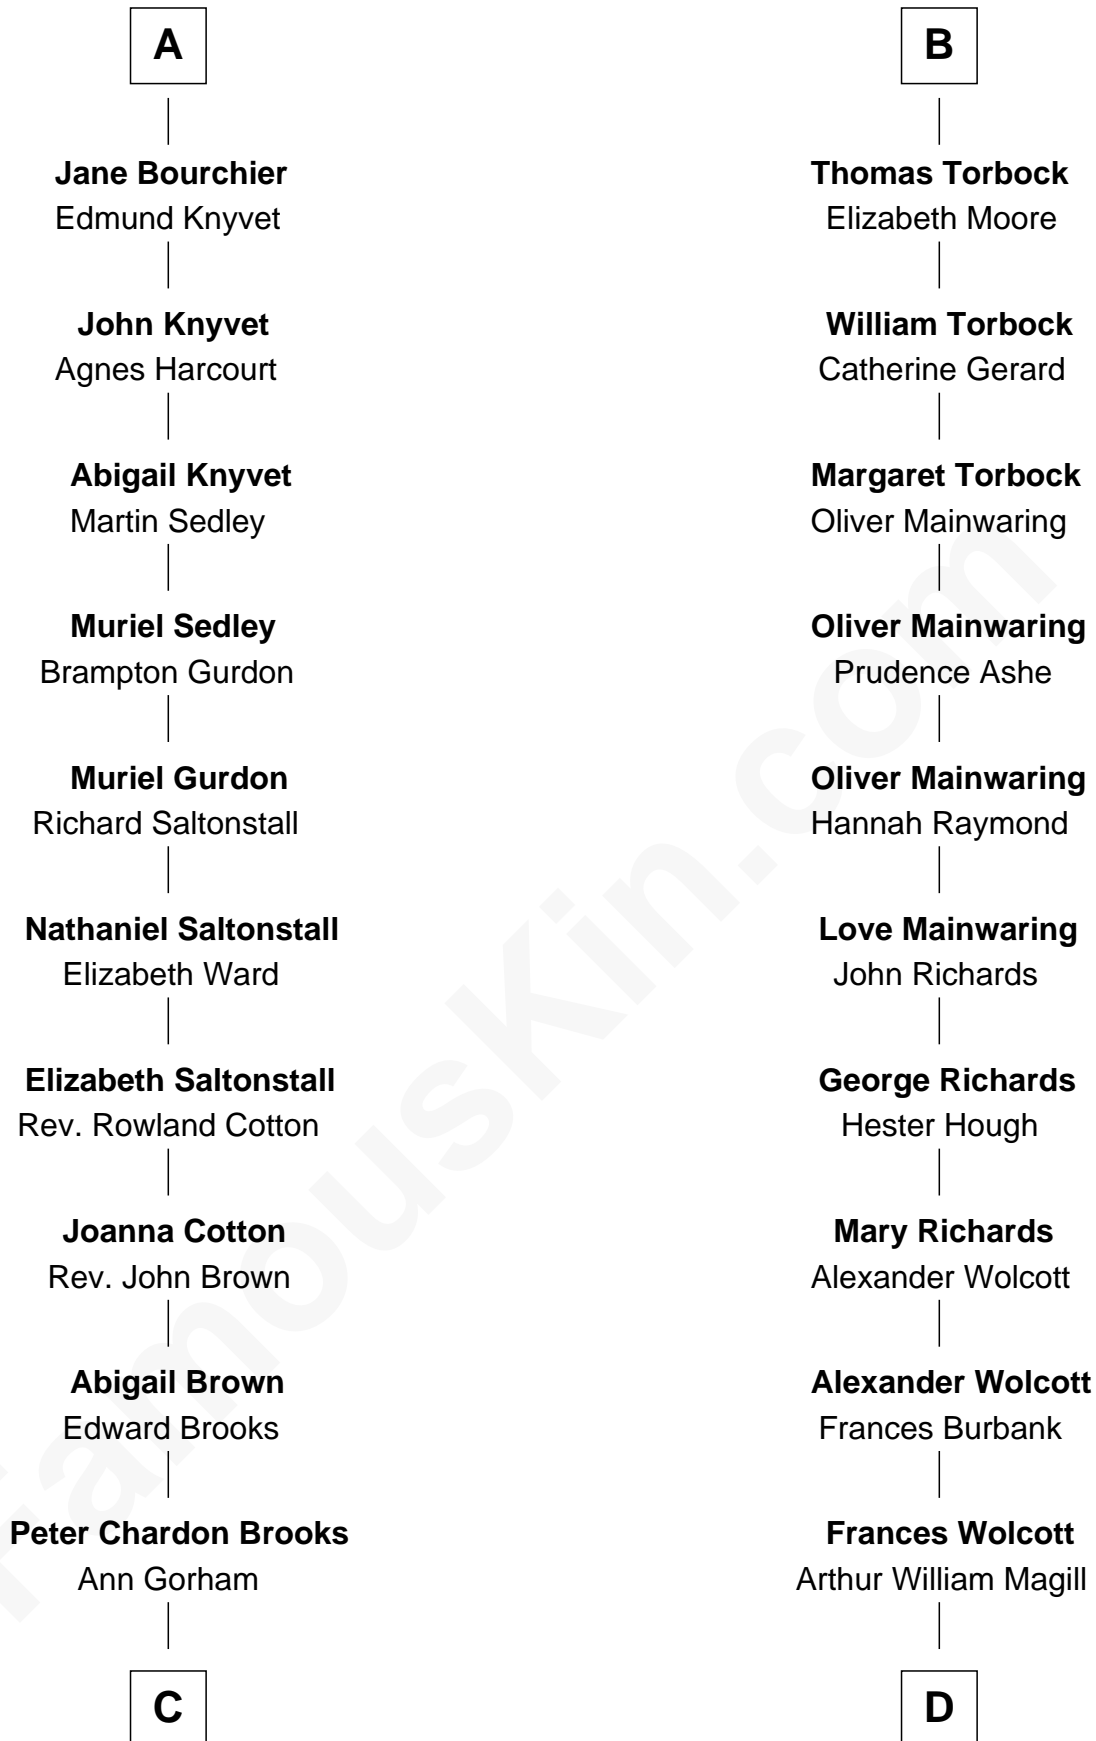 A
Jane Bourchier
Edmund Knyvet
John Knyvet
Agnes Harcourt
Abigail Knyvet
Martin Sedley
Muriel Sedley
Brampton Gurdon
Muriel Gurdon
Richard Saltonstall
Nathaniel Saltonstall
Elizabeth Ward
Elizabeth Saltonstall
Rev. Rowland Cotton
Joanna Cotton
Rev. John Brown
Abigail Brown
Edward Brooks
Peter Chardon Brooks
Ann Gorham
C
B
Thomas Torbock
Elizabeth Moore
William Torbock
Catherine Gerard
Margaret Torbock
Oliver Mainwaring
Oliver Mainwaring
Prudence Ashe
Oliver Mainwaring
Hannah Raymond
Love Mainwaring
John Richards
George Richards
Hester Hough
Mary Richards
Alexander Wolcott
Alexander Wolcott
Frances Burbank
Frances Wolcott
Arthur William Magill
D
FamousKin.com